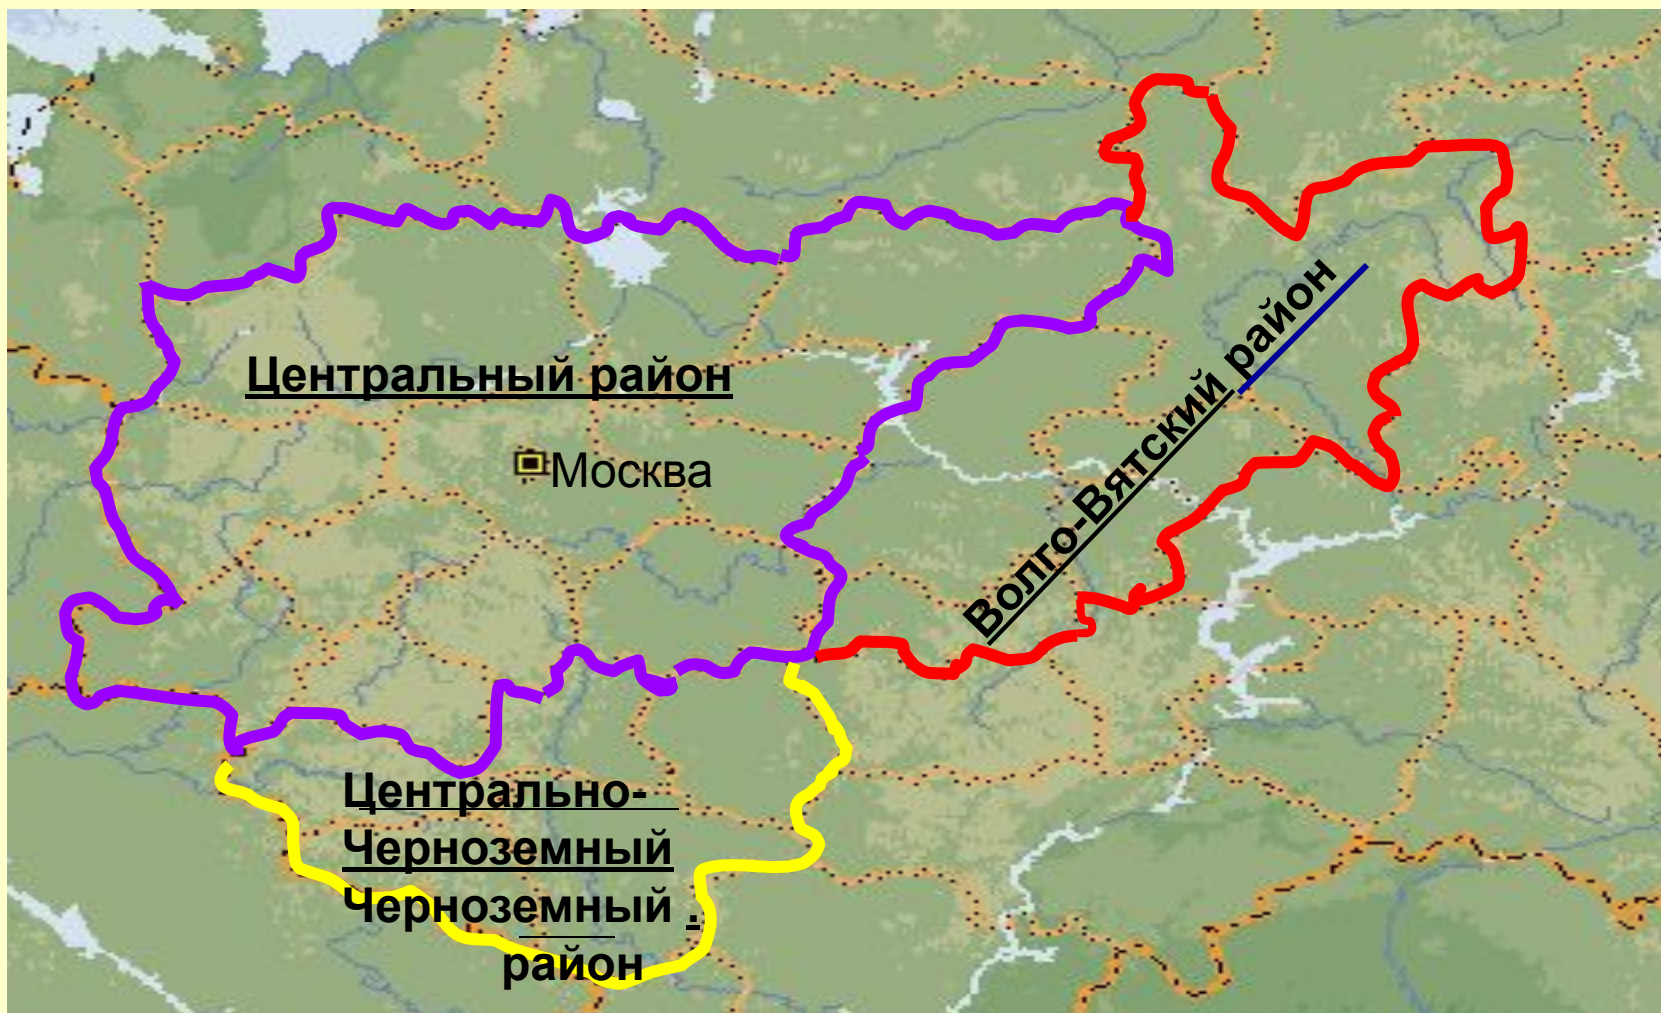 Центральный район
Москва
Волго-Вятский район
Центрально-
Черноземный
Черноземный .
район